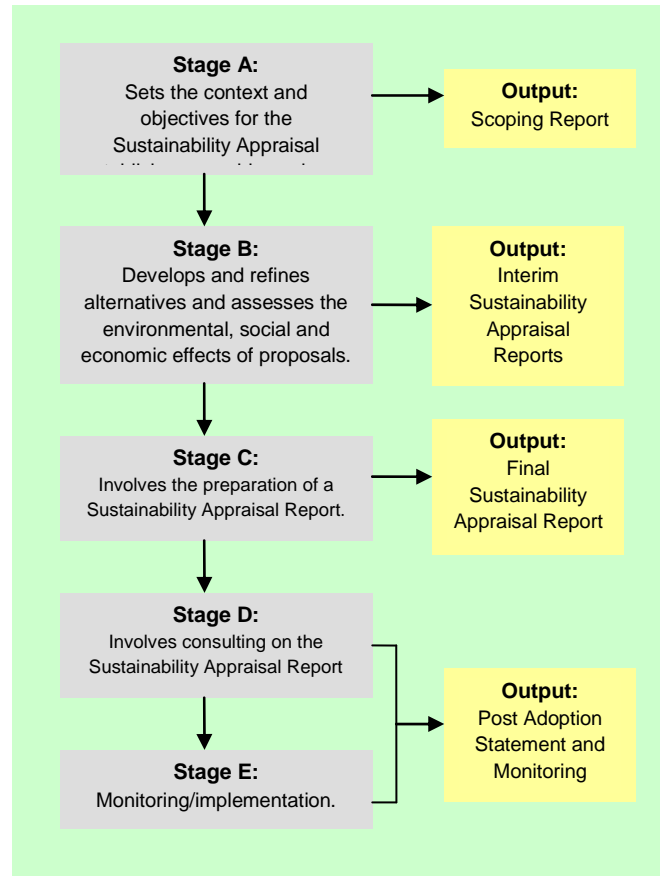 Stage A:
Sets the context and
objectives for the
Sustainability Appraisal
Output:
Scoping Report
Stage B:
Develops and refines
alternatives and assesses the
environmental, social and
economic effects of proposals.
Output:
Interim
Sustainability
Appraisal
Reports
Stage C:
Involves the preparation of a
Sustainability Appraisal Report.
Output:
Final
Sustainability
Appraisal Report
Stage D:
Involves consulting on the
Sustainability Appraisal Report
Output:
Post Adoption
Statement and
Monitoring
Stage E:
Monitoring/implementation.